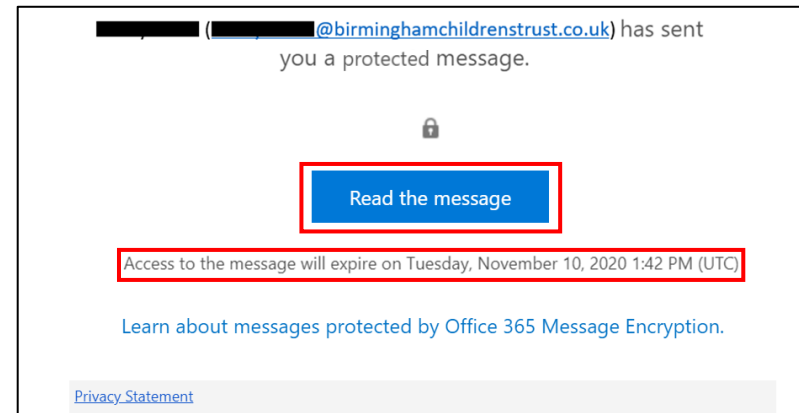 (@birminghamchildrenstrust.co.uk) has sent
you a protected message.
Read the message
Access to the message will expire on Tuesday, November 10, 2020 1:42 PM (UTC)
Learn about messages protected by Office 365 Message Encryption.
Privacy Statement